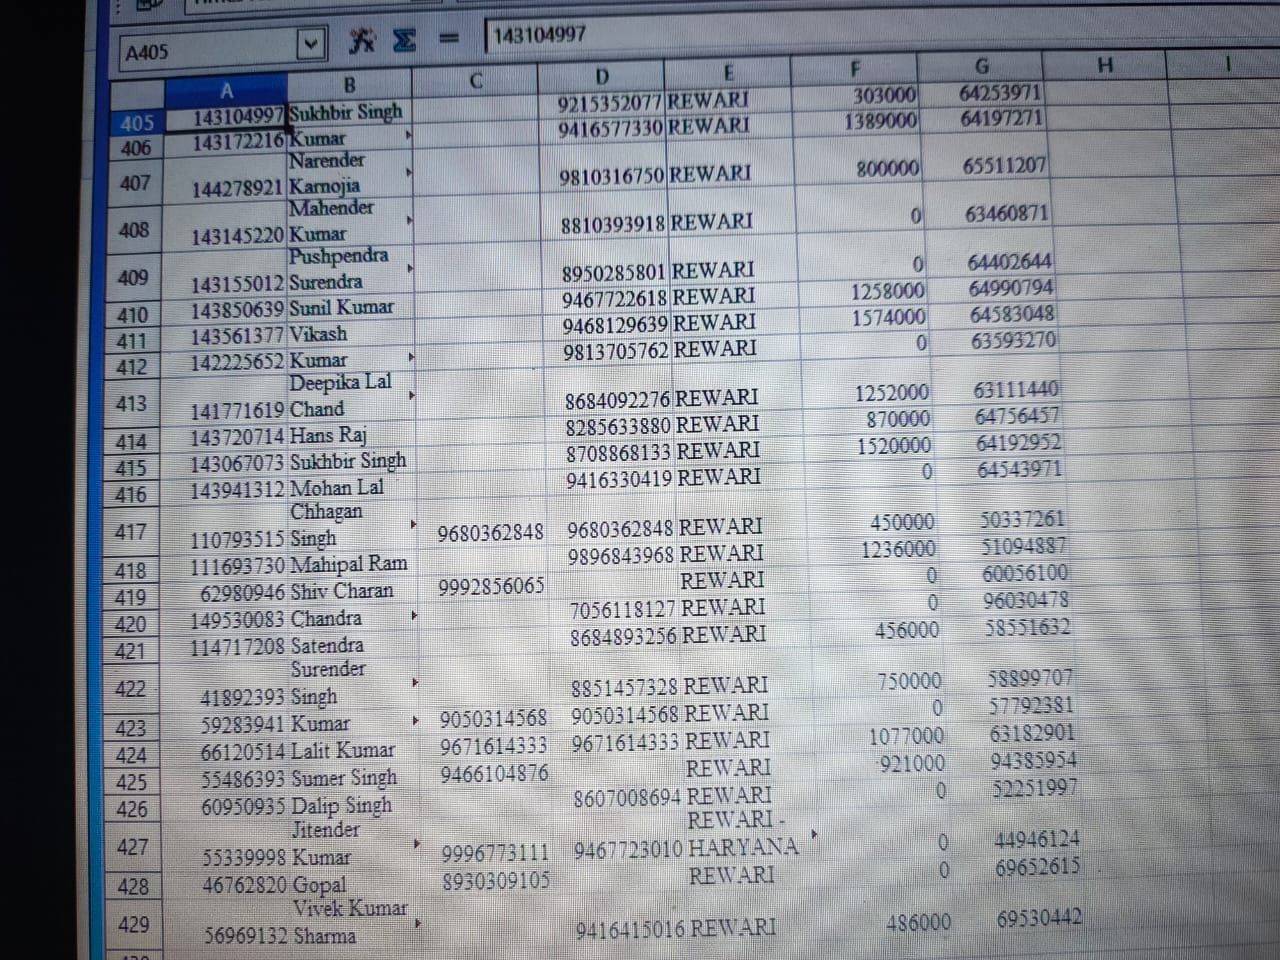 A405 143104997
A B C D E F G H I
405 143104997 Sukhbir Singh 9215352077 REWARI 303000 64253971
406 143172216 Kumar 9416577330 REWARI 1389000 64197271
407 144278921 Narender Karnojia 9810316750 REWARI 800000 65511207
408 143145220 Mahender Kumar 8810393918 REWARI 0 63460871
409 143155012 Pushpendra Surendra 8950285801 REWARI 0 64402644
410 143850639 Sunil Kumar 9467722618 REWARI 1258000 64990794
411 143561377 Vikash 9468129639 REWARI 1574000 64583048
412 142225652 Kumar 9813705762 REWARI 0 63593270
413 141771619 Deepika Lal Chand 8684092276 REWARI 1252000 63111440
414 143720714 Hans Raj 8285633880 REWARI 870000 64756457
415 143067073 Sukhbir Singh 8708868133 REWARI 1520000 64192952
416 143941312 Mohan Lal 9416330419 REWARI 0 64543971
417 110793515 Chhagan Singh 9680362848 9680362848 REWARI 450000 50337261
418 111693730 Mahipal Ram 9896843968 REWARI 1236000 51094887
419 62980946 Shiv Charan 9992856065 REWARI 0 60056100
420 149530083 Chandra 7056118127 REWARI 0 96030478
421 114717208 Satendra 8684893256 REWARI 456000 58551632
422 41892393 Surender Singh 8851457328 REWARI 750000 58899707
423 59283941 Kumar 9050314568 9050314568 REWARI 0 57792381
424 66120514 Lalit Kumar 9671614333 9671614333 REWARI 1077000 63182901
425 55486393 Sumer Singh 9466104876 REWARI 921000 94385954
426 60950935 Dalip Singh 8607008694 REWARI 0 52251997
427 55339998 Jitender Kumar 9996773111 9467723010 REWARI - HARYANA 0 44946124
428 46762820 Gopal 8930309105 REWARI 0 69652615
429 56969132 Vivek Kumar Sharma 9416415016 REWARI 486000 69530442